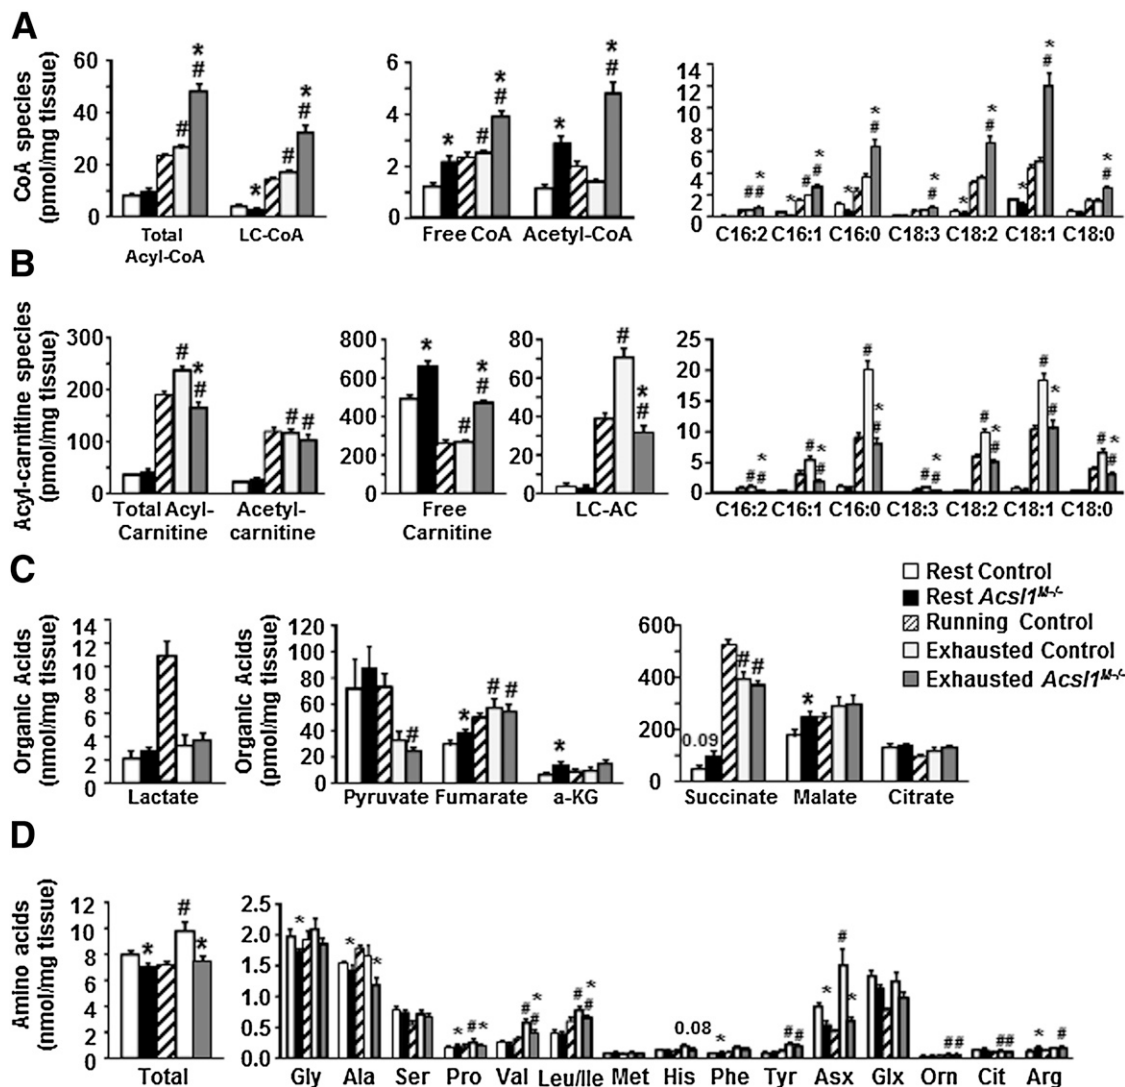 A
CoA species
(pmol/mg tissue)
60
40
20
0
* # # * * #
#
Total
Acyl-CoA
LC-CoA
6
4
2
0
* # * # * * #
Free CoA
Acetyl-CoA
14
12
10
8
6
4
2
0
C16:2 C16:1 C16:0 C18:3 C18:2 C18:1 C18:0
B
Acyl-carnitine species
(pmol/mg tissue)
300
200
100
0
Total Acyl-
Carnitine
Acetyl-
carnitine
800
600
400
200
0
Free
Carnitine
80
60
40
20
0
LC-AC
25
20
15
10
5
0
C16:2 C16:1 C16:0 C18:3 C18:2 C18:1 C18:0
C
Rest Control
Rest Acsl1M-/-
Running Control
Exhausted Control
Exhausted Acsl1M-/-
Organic Acids
(nmol/mg tissue)
14
12
10
8
6
4
2
0
Lactate
Organic Acids
(pmol/mg tissue)
120
100
80
60
40
20
0
Pyruvate Fumarate a-KG
600
400
200
0
0.09
Succinate Malate Citrate
D
Amino acids
(nmol/mg tissue)
12
10
8
6
4
2
0
Total
2.5
2.0
1.5
1.0
0.5
0.0
0.08
Gly Ala Ser Pro Val Leu/Ile Met His Phe Tyr Asx Glx Orn Cit Arg